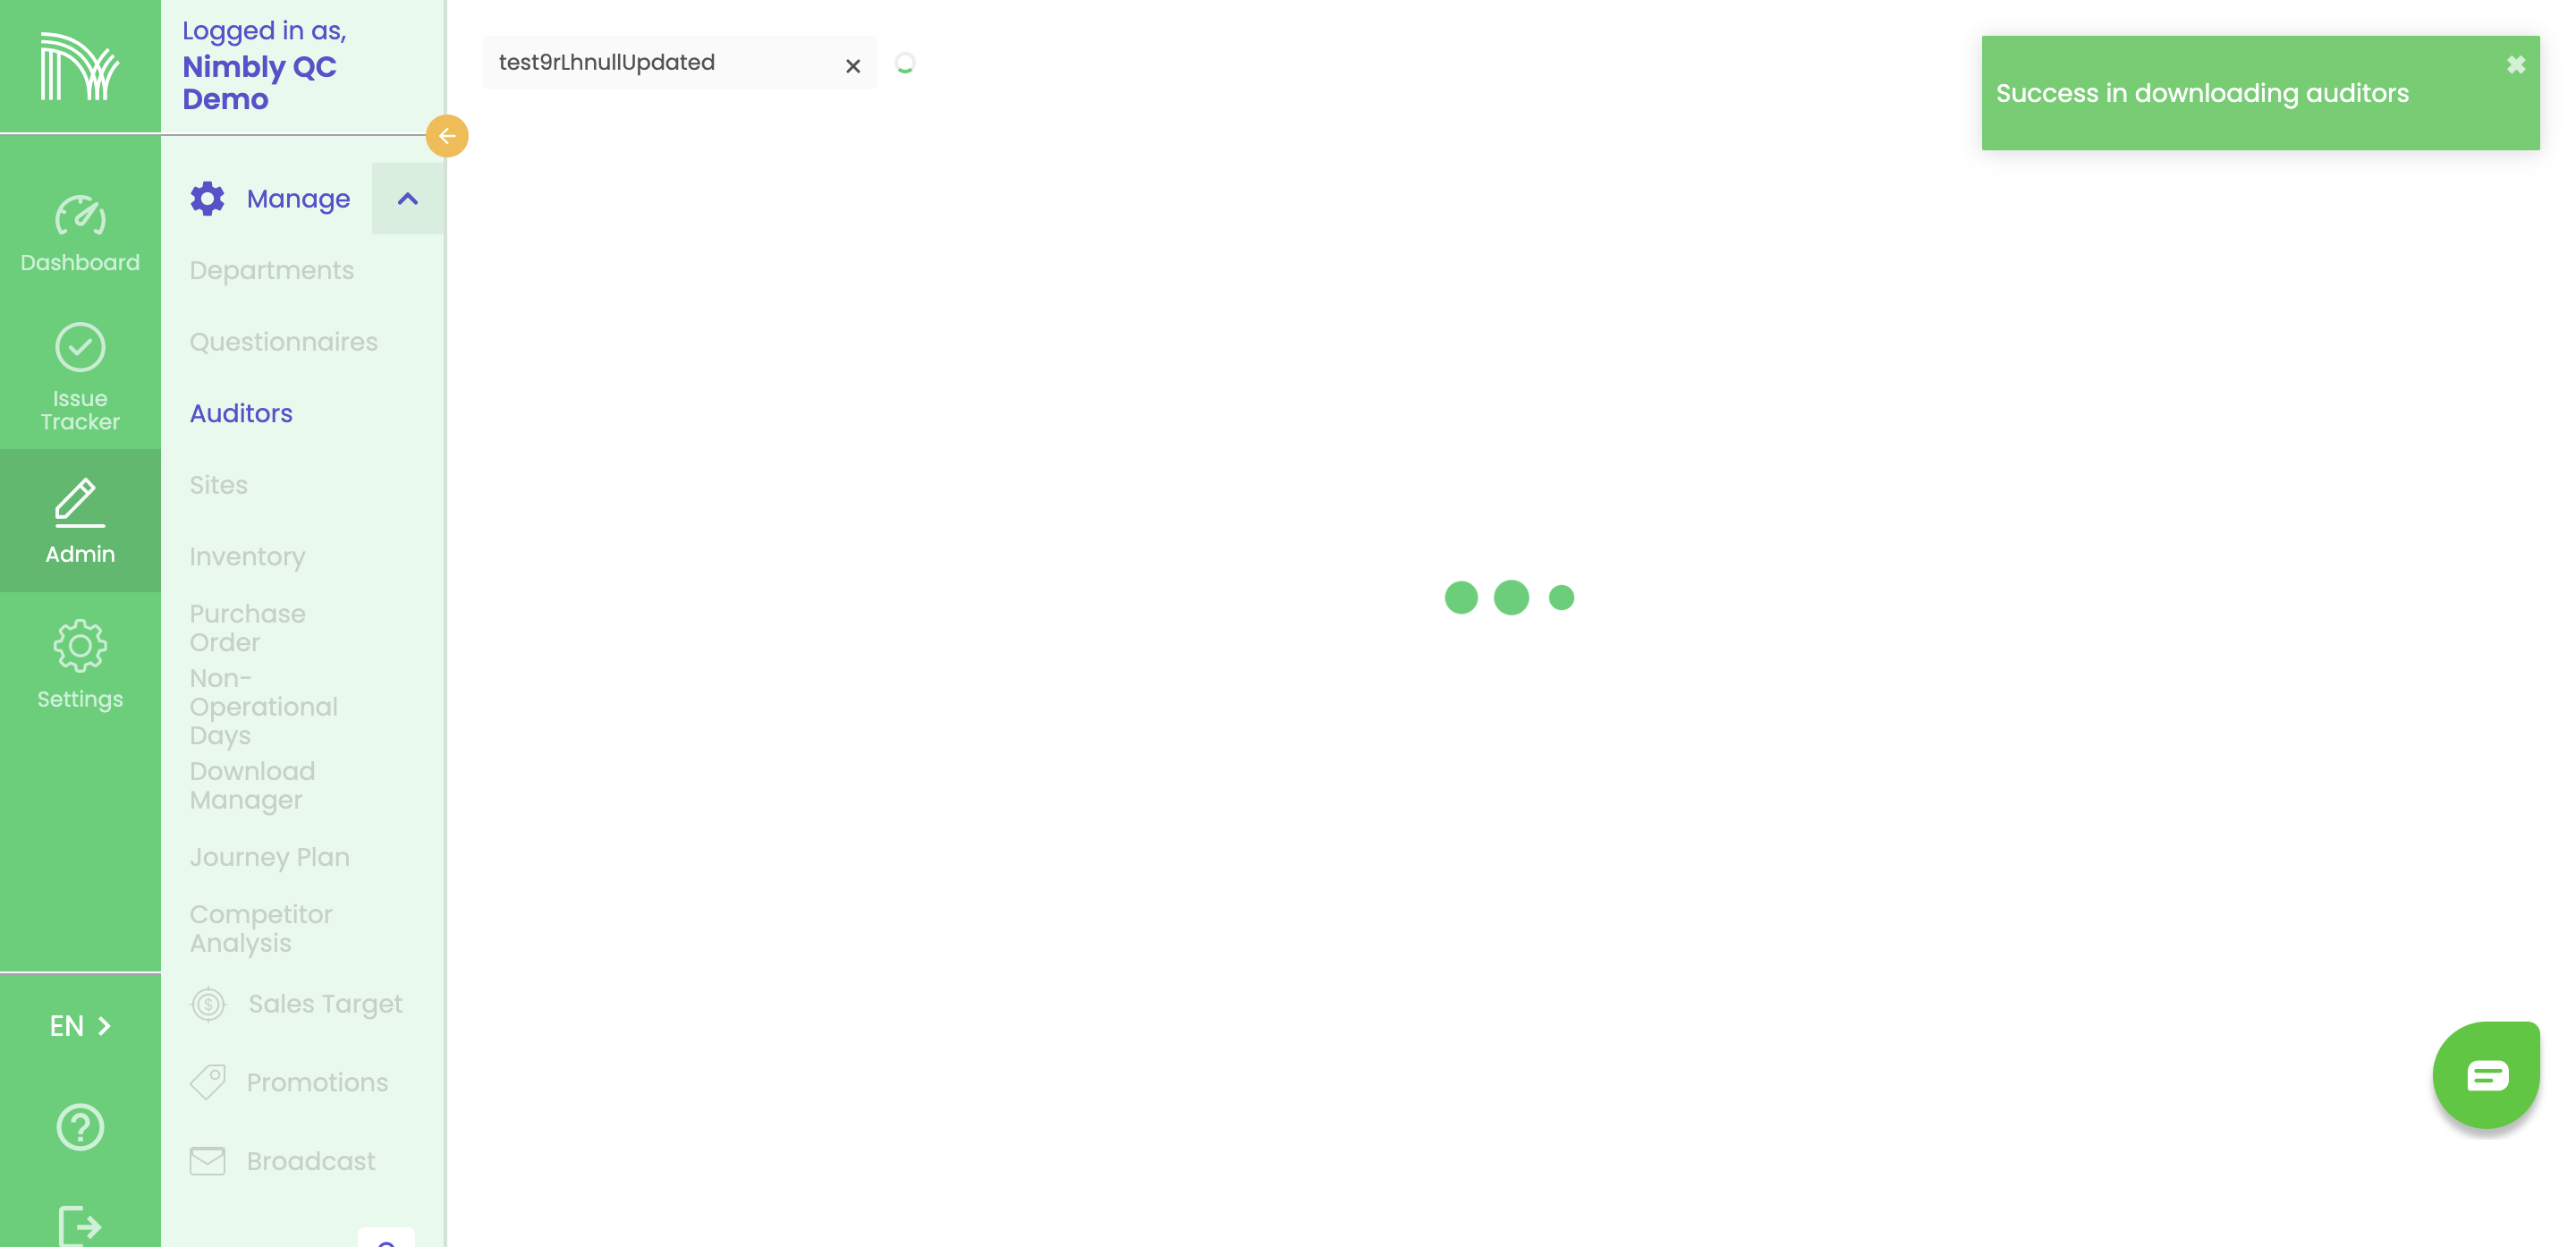 Logged in as,
Nimbly QC
Demo
test9rLhnullUpdated
Success in downloading auditors
Dashboard
Issue
Tracker
Admin
Settings
EN
Manage
Departments
Questionnaires
Auditors
Sites
Inventory
Purchase
Order
Non-
Operational
Days
Download
Manager
Journey Plan
Competitor
Analysis
Sales Target
Promotions
Broadcast